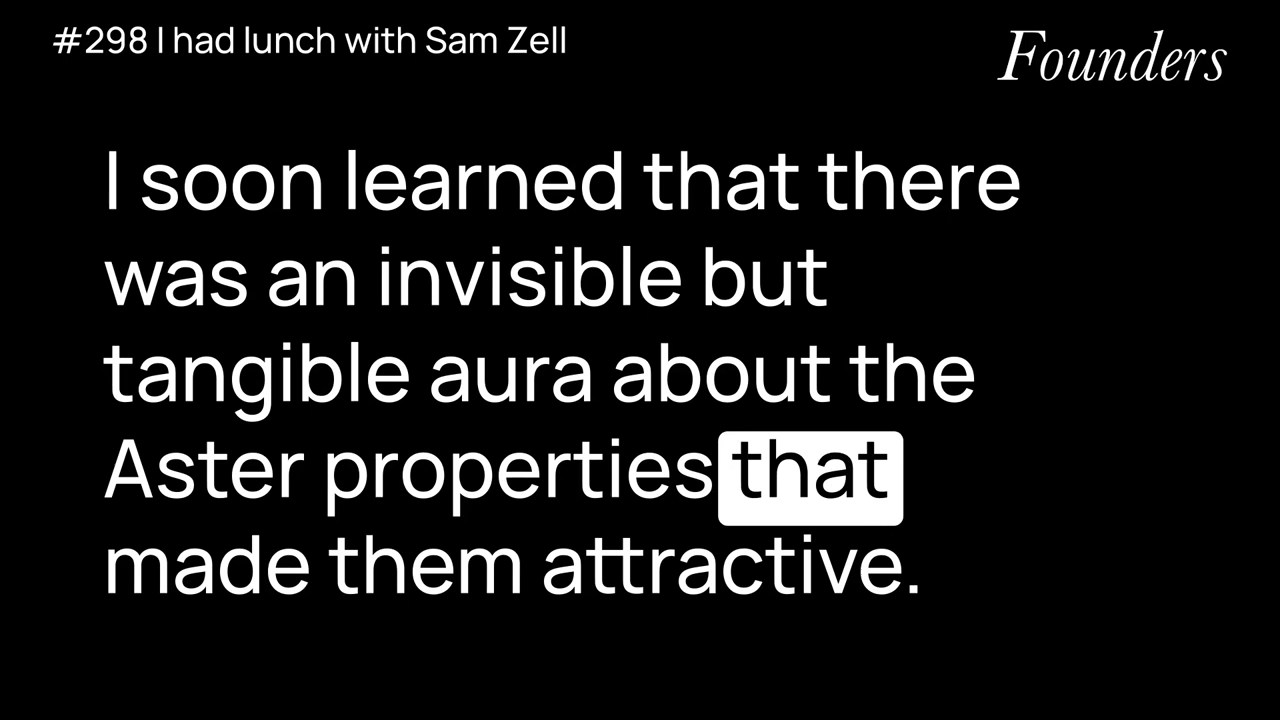 #298 I had lunch with Sam Zell
Founders
I soon learned that there
was an invisible but
tangible aura about the
Aster properties that
made them attractive.